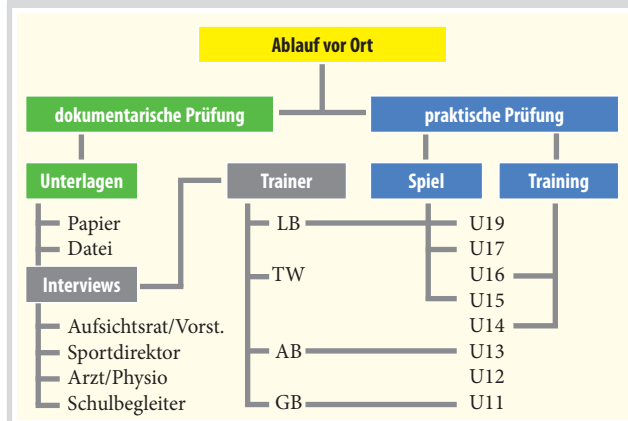 Ablauf vor Ort
dokumentarische Prüfung
praktische Prüfung
Unterlagen
Trainer
Spiel
Training
Papier
LB
U19
Datei
U17
Interviews
TW
U16
U15
Aufsichtsrat/Vorst.
U14
Sportdirektor
AB
U13
Arzt/Physio
U12
Schulbegleiter
GB
U11